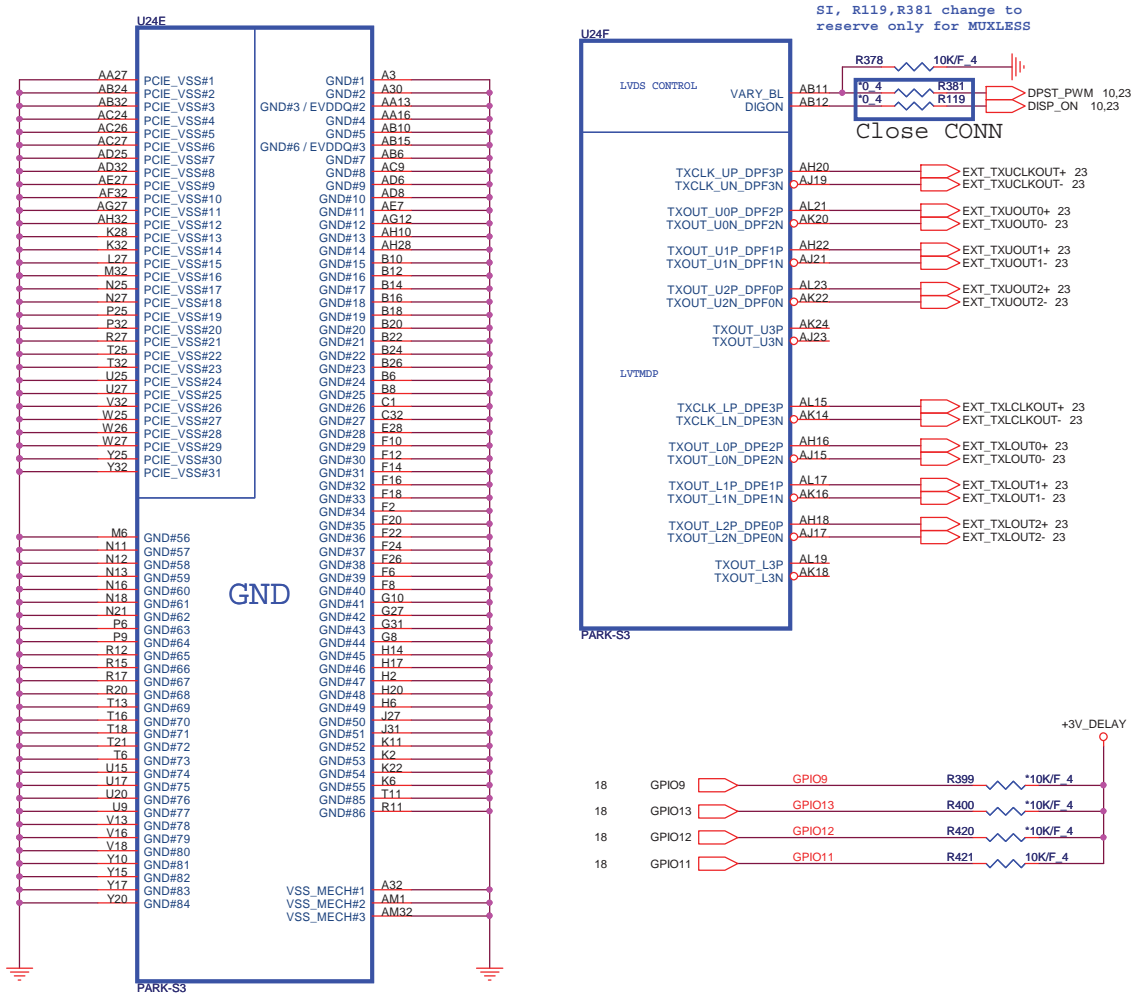 U24E
AA27 PCIE_VSS#1
AB24 PCIE_VSS#2
AB32 PCIE_VSS#3
AC24 PCIE_VSS#4
AC26 PCIE_VSS#5
AC27 PCIE_VSS#6
AD25 PCIE_VSS#7
AD32 PCIE_VSS#8
AE27 PCIE_VSS#9
AF32 PCIE_VSS#10
AG27 PCIE_VSS#11
AH32 PCIE_VSS#12
K28 PCIE_VSS#13
K32 PCIE_VSS#14
L27 PCIE_VSS#15
M32 PCIE_VSS#16
N25 PCIE_VSS#17
N27 PCIE_VSS#18
P25 PCIE_VSS#19
P32 PCIE_VSS#20
R27 PCIE_VSS#21
T25 PCIE_VSS#22
T32 PCIE_VSS#23
U25 PCIE_VSS#24
U27 PCIE_VSS#25
V32 PCIE_VSS#26
W25 PCIE_VSS#27
W26 PCIE_VSS#28
W27 PCIE_VSS#29
Y25 PCIE_VSS#30
Y32 PCIE_VSS#31
M6 GND#56
N11 GND#57
N12 GND#58
N13 GND#59
N16 GND#60
N18 GND#61
N21 GND#62
P6 GND#63
P9 GND#64
R12 GND#65
R15 GND#66
R17 GND#67
R20 GND#68
T13 GND#69
T16 GND#70
T18 GND#71
T21 GND#72
T6 GND#73
U15 GND#74
U17 GND#75
U20 GND#76
U9 GND#77
V13 GND#78
V16 GND#79
V18 GND#80
Y10 GND#81
Y15 GND#82
Y17 GND#83
Y20 GND#84
GND
GND#1 A3
GND#2 A30
GND#3 / EVDDQ#2 AA13
GND#4 AA16
GND#5 AB10
GND#6 / EVDDQ#3 AB15
GND#7 AB6
GND#8 AC9
GND#9 AD6
GND#10 AD8
GND#11 AE7
GND#12 AG12
GND#13 AH10
GND#14 AH28
GND#15 B10
GND#16 B12
GND#17 B14
GND#18 B16
GND#19 B18
GND#20 B20
GND#21 B22
GND#22 B24
GND#23 B26
GND#24 B6
GND#25 B8
GND#26 C1
GND#27 C32
GND#28 E28
GND#29 F10
GND#30 F12
GND#31 F14
GND#32 F16
GND#33 F18
GND#34 F2
GND#35 F20
GND#36 F22
GND#37 F24
GND#38 F26
GND#39 F6
GND#40 F8
GND#41 G10
GND#42 G27
GND#43 G31
GND#44 G8
GND#45 H14
GND#46 H17
GND#47 H2
GND#48 H20
GND#49 H6
GND#50 J27
GND#51 J31
GND#52 K11
GND#53 K2
GND#54 K22
GND#55 K6
GND#85 T11
GND#86 R11
VSS_MECH#1 A32
VSS_MECH#2 AM1
VSS_MECH#3 AM32
PARK-S3
SI, R119,R381 change to
reserve only for MUXLESS
U24F
LVDS CONTROL
R378 10K/F_4
VARY_BL AB11 *0_4 R381 DPST_PWM 10,23
DIGON AB12 *0_4 R119 DISP_ON 10,23
Close CONN
TXCLK_UP_DPF3P AH20 EXT_TXUCLKOUT+ 23
TXCLK_UN_DPF3N AJ19 EXT_TXUCLKOUT- 23
TXOUT_U0P_DPF2P AL21 EXT_TXUOUT0+ 23
TXOUT_U0N_DPF2N AK20 EXT_TXUOUT0- 23
TXOUT_U1P_DPF1P AH22 EXT_TXUOUT1+ 23
TXOUT_U1N_DPF1N AJ21 EXT_TXUOUT1- 23
TXOUT_U2P_DPF0P AL23 EXT_TXUOUT2+ 23
TXOUT_U2N_DPF0N AK22 EXT_TXUOUT2- 23
TXOUT_U3P AK24
TXOUT_U3N AJ23
LVTMDP
TXCLK_LP_DPE3P AL15 EXT_TXLCLKOUT+ 23
TXCLK_LN_DPE3N AK14 EXT_TXLCLKOUT- 23
TXOUT_L0P_DPE2P AH16 EXT_TXLOUT0+ 23
TXOUT_L0N_DPE2N AJ15 EXT_TXLOUT0- 23
TXOUT_L1P_DPE1P AL17 EXT_TXLOUT1+ 23
TXOUT_L1N_DPE1N AK16 EXT_TXLOUT1- 23
TXOUT_L2P_DPE0P AH18 EXT_TXLOUT2+ 23
TXOUT_L2N_DPE0N AJ17 EXT_TXLOUT2- 23
TXOUT_L3P AL19
TXOUT_L3N AK18
PARK-S3
+3V_DELAY
18 GPIO9 GPIO9 R399 *10K/F_4
18 GPIO13 GPIO13 R400 *10K/F_4
18 GPIO12 GPIO12 R420 *10K/F_4
18 GPIO11 GPIO11 R421 10K/F_4